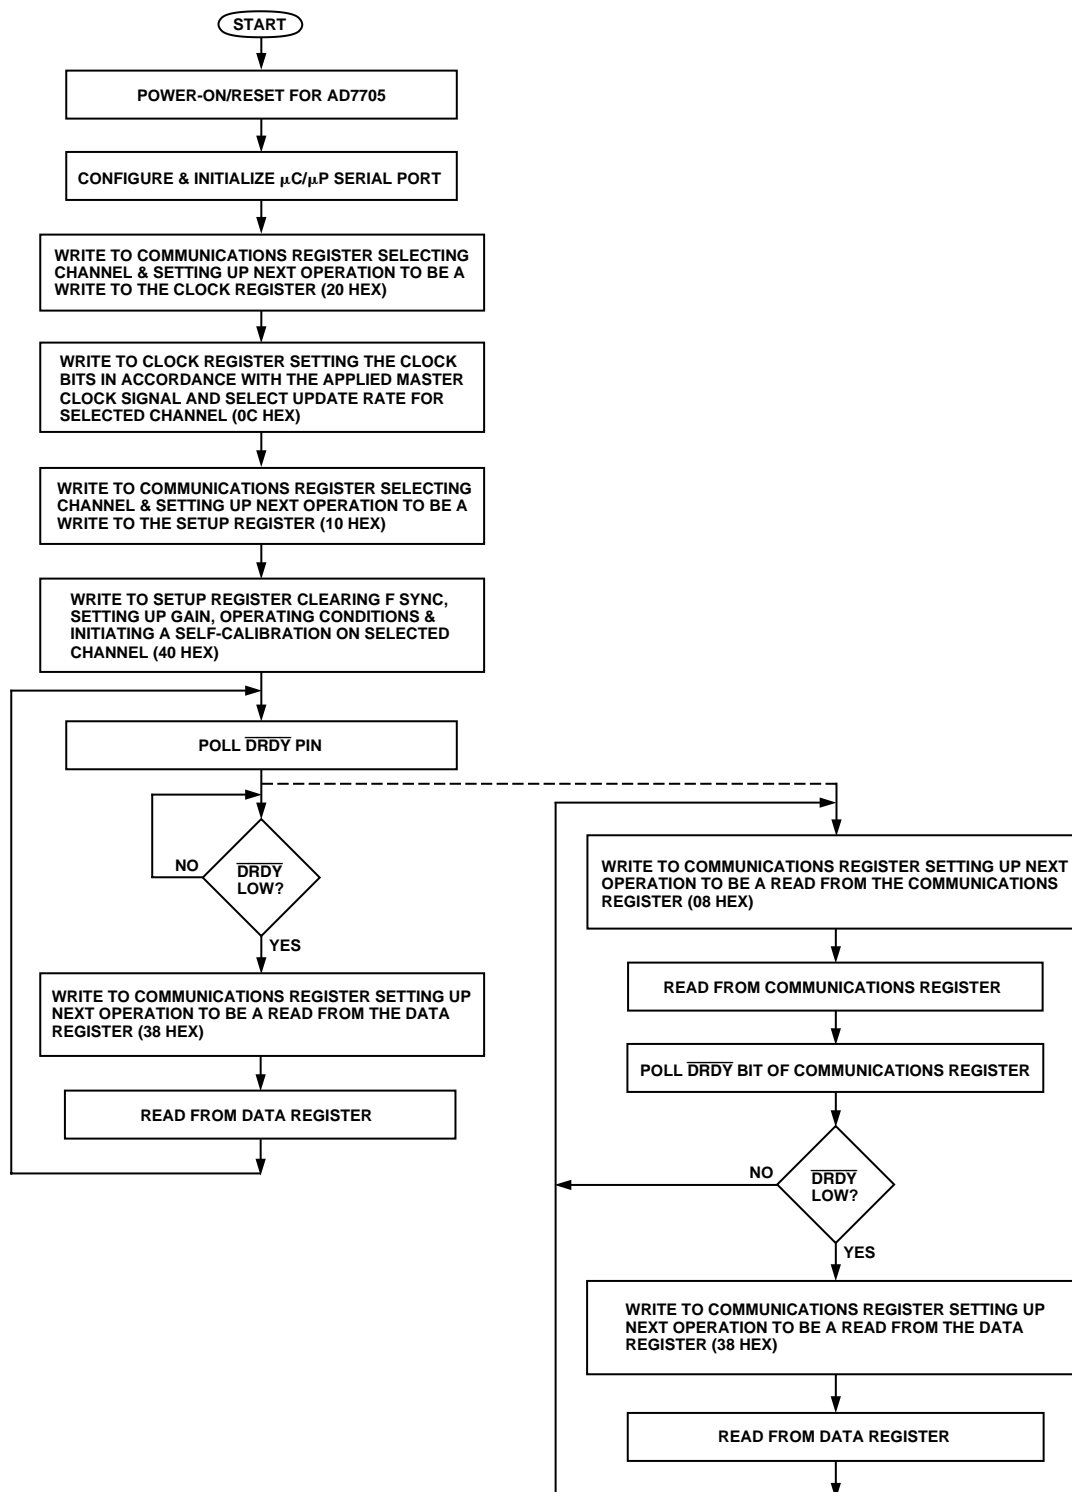 START
POWER-ON/RESET FOR AD7705
CONFIGURE & INITIALIZE μC/μP SERIAL PORT
WRITE TO COMMUNICATIONS REGISTER SELECTING
CHANNEL & SETTING UP NEXT OPERATION TO BE A
WRITE TO THE CLOCK REGISTER (20 HEX)
WRITE TO CLOCK REGISTER SETTING THE CLOCK
BITS IN ACCORDANCE WITH THE APPLIED MASTER
CLOCK SIGNAL AND SELECT UPDATE RATE FOR
SELECTED CHANNEL (0C HEX)
WRITE TO COMMUNICATIONS REGISTER SELECTING
CHANNEL & SETTING UP NEXT OPERATION TO BE A
WRITE TO THE SETUP REGISTER (10 HEX)
WRITE TO SETUP REGISTER CLEARING F SYNC,
SETTING UP GAIN, OPERATING CONDITIONS &
INITIATING A SELF-CALIBRATION ON SELECTED
CHANNEL (40 HEX)
POLL D̅R̅D̅Y̅ PIN
NO
D̅R̅D̅Y̅
LOW?
YES
WRITE TO COMMUNICATIONS REGISTER SETTING UP
NEXT OPERATION TO BE A READ FROM THE DATA
REGISTER (38 HEX)
READ FROM DATA REGISTER
WRITE TO COMMUNICATIONS REGISTER SETTING UP NEXT
OPERATION TO BE A READ FROM THE COMMUNICATIONS
REGISTER (08 HEX)
READ FROM COMMUNICATIONS REGISTER
POLL D̅R̅D̅Y̅ BIT OF COMMUNICATIONS REGISTER
NO
D̅R̅D̅Y̅
LOW?
YES
WRITE TO COMMUNICATIONS REGISTER SETTING UP
NEXT OPERATION TO BE A READ FROM THE DATA
REGISTER (38 HEX)
READ FROM DATA REGISTER